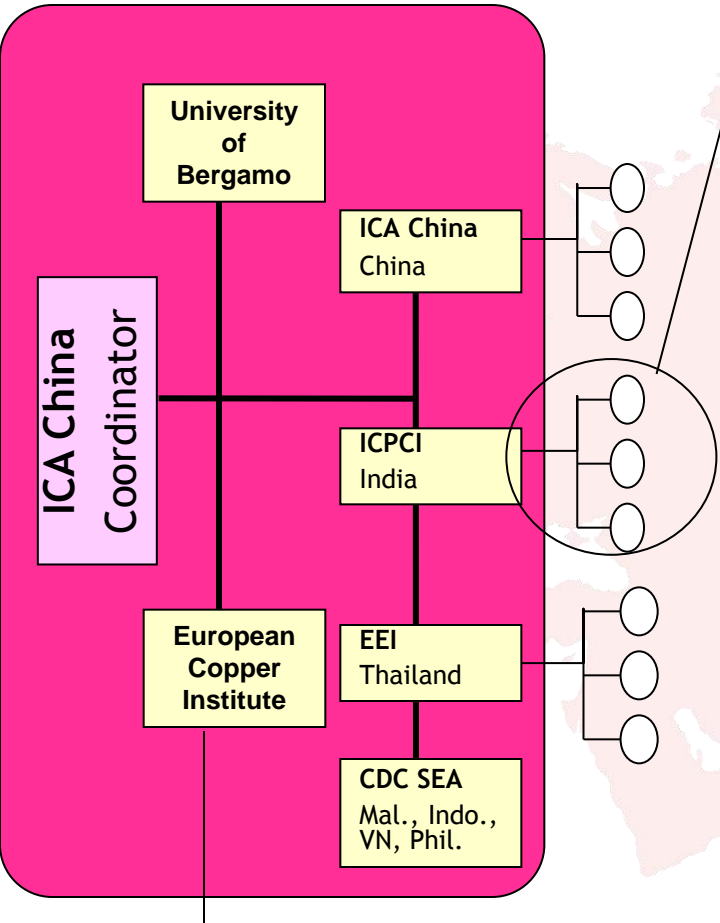 University
of
Bergamo
ICA China
China
ICA China
Coordinator
ICPCI
India
European
Copper
Institute
EEI
Thailand
CDC SEA
Mal., Indo.,
VN, Phil.